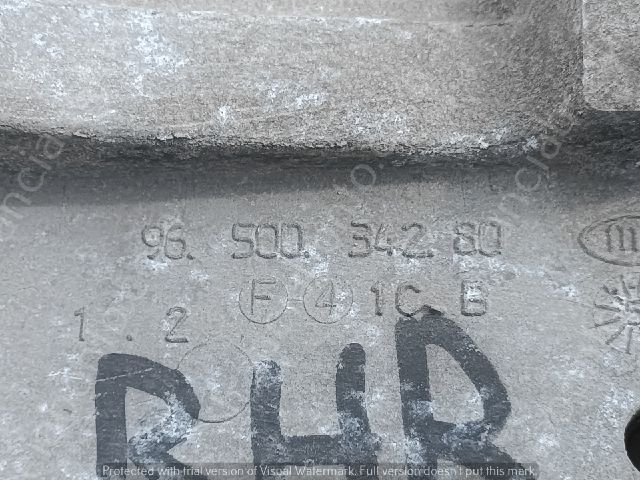 96. 500. 342. 80
F 4 1C B
1 . 2
RHR
Protected with trial version of Visual Watermark. Full version doesn't put this mark.